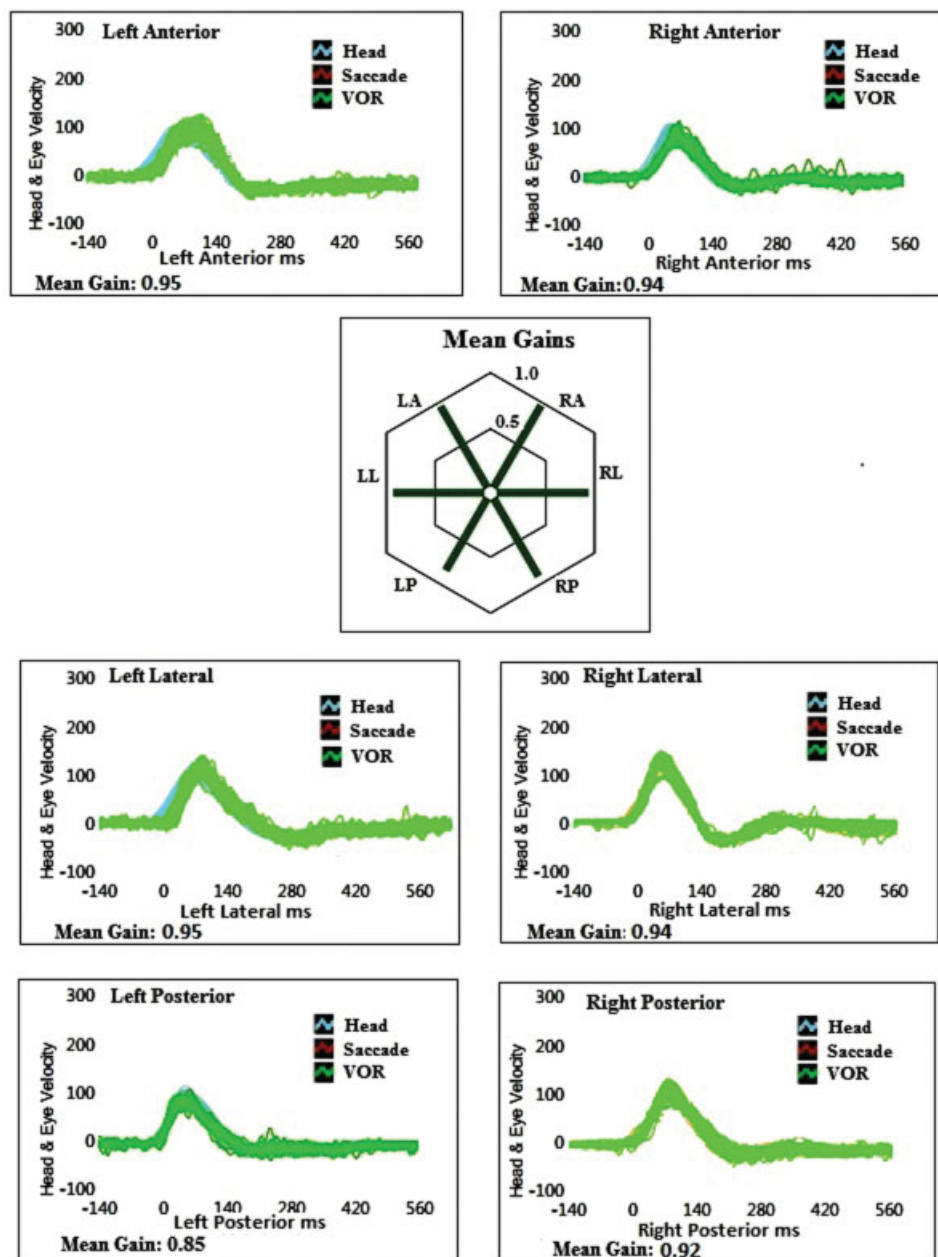 Left Anterior
300
200
100
0
-100
Head & Eye Velocity
Head
Saccade
VOR
-140 0 140 280 420 560
Left Anterior ms
Mean Gain: 0.95
Right Anterior
300
200
100
0
-100
Head & Eye Velocity
Head
Saccade
VOR
-140 0 140 280 420 560
Right Anterior ms
Mean Gain: 0.94
Mean Gains
1.0
LA RA
0.5
LL RL
LP RP
Left Lateral
300
200
100
0
-100
Head & Eye Velocity
Head
Saccade
VOR
-140 0 140 280 420 560
Left Lateral ms
Mean Gain: 0.95
Right Lateral
300
200
100
0
-100
Head & Eye Velocity
Head
Saccade
VOR
-140 0 140 280 420 560
Right Lateral ms
Mean Gain: 0.94
Left Posterior
300
200
100
0
-100
Head & Eye Velocity
Head
Saccade
VOR
-140 0 140 280 420 560
Left Posterior ms
Mean Gain: 0.85
Right Posterior
300
200
100
0
-100
Head & Eye Velocity
Head
Saccade
VOR
-140 0 140 280 420 560
Right Posterior ms
Mean Gain: 0.92